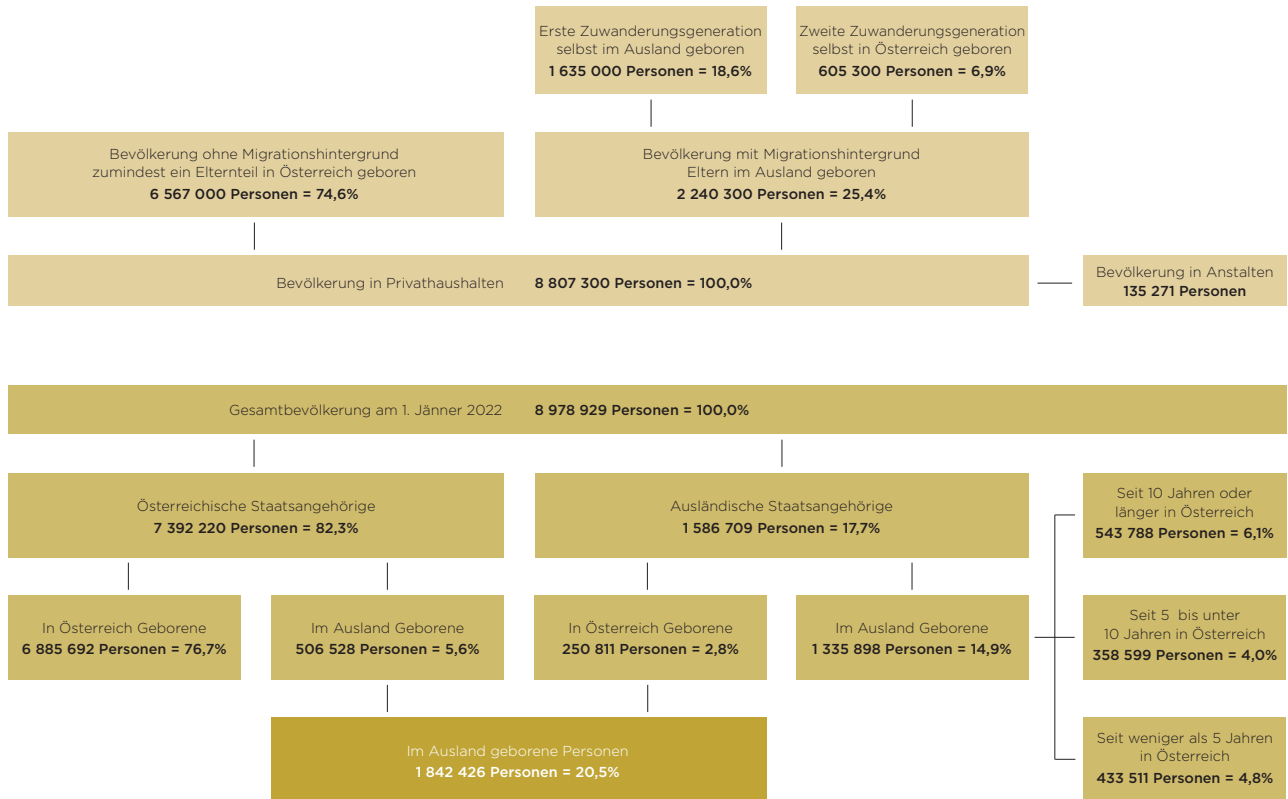 Erste Zuwanderungsgeneration
selbst im Ausland geboren
1 635 000 Personen = 18,6%
Zweite Zuwanderungsgeneration
selbst in Österreich geboren
605 300 Personen = 6,9%
Bevölkerung ohne Migrationshintergrund
zumindest ein Elternteil in Österreich geboren
6 567 000 Personen = 74,6%
Bevölkerung mit Migrationshintergrund
Eltern im Ausland geboren
2 240 300 Personen = 25,4%
Bevölkerung in Privathaushalten 8 807 300 Personen = 100,0%
Bevölkerung in Anstalten
135 271 Personen
Gesamtbevölkerung am 1. Jänner 2022 8 978 929 Personen = 100,0%
Österreichische Staatsangehörige
7 392 220 Personen = 82,3%
Ausländische Staatsangehörige
1 586 709 Personen = 17,7%
Seit 10 Jahren oder
länger in Österreich
543 788 Personen = 6,1%
In Österreich Geborene
6 885 692 Personen = 76,7%
Im Ausland Geborene
506 528 Personen = 5,6%
In Österreich Geborene
250 811 Personen = 2,8%
Im Ausland Geborene
1 335 898 Personen = 14,9%
Seit 5 bis unter
10 Jahren in Österreich
358 599 Personen = 4,0%
Im Ausland geborene Personen
1 842 426 Personen = 20,5%
Seit weniger als 5 Jahren
in Österreich
433 511 Personen = 4,8%